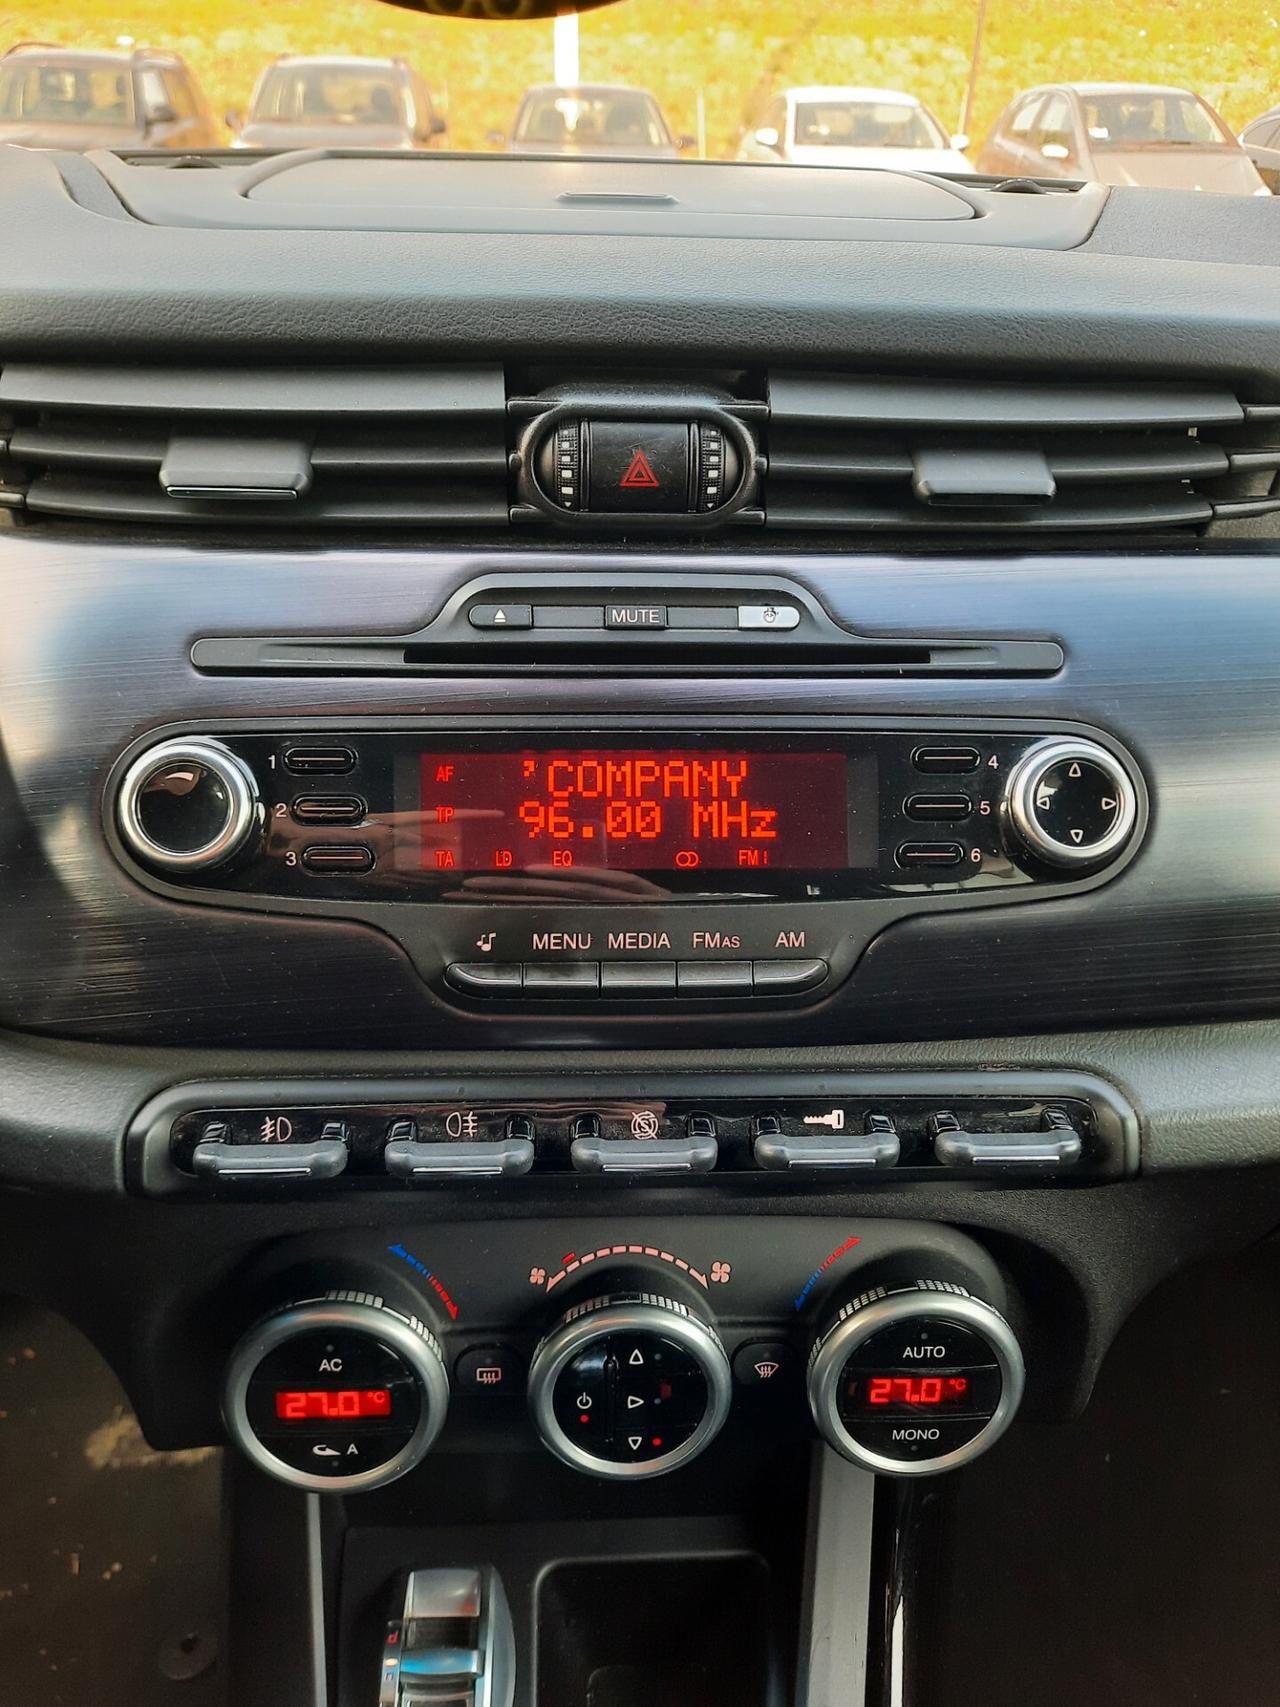 MUTE
1
2
3
AF
TP
TA
'COMPANY
96.00 MHz
LD EQ FM1
4
5
6
MENU MEDIA FMAS AM
AC
27.0 °C
A
AUTO
27.0 °C
MONO